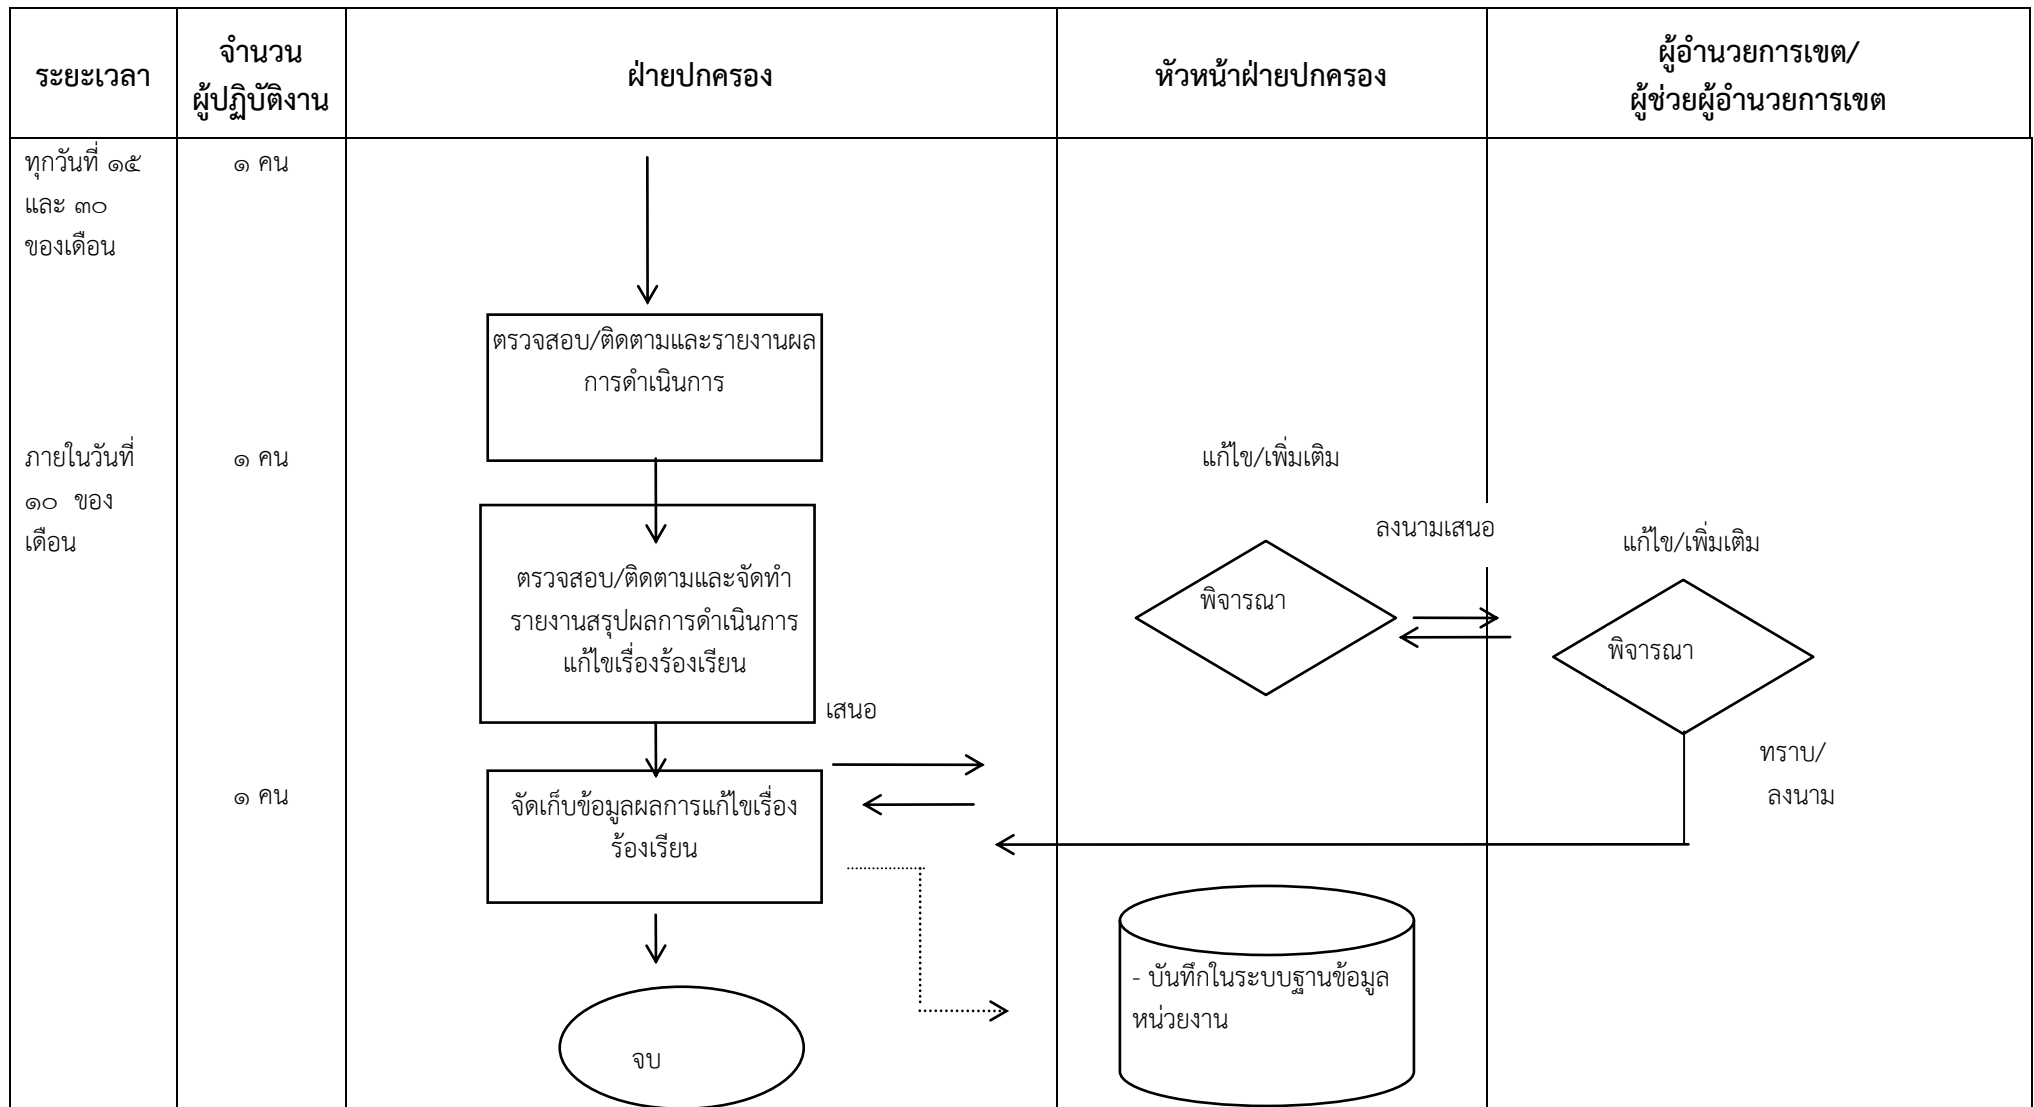 ระยะเวลา
จำนวน
ผู้ปฏิบัติงาน
ฝ่ายปกครอง
หัวหน้าฝ่ายปกครอง
ผู้อำนวยการเขต/
ผู้ช่วยผู้อำนวยการเขต
ทุกวันที่ ๑๕
และ ๓๐
ของเดือน
๑ คน
ตรวจสอบ/ติดตามและรายงานผล
การดำเนินการ
ภายในวันที่
๑๐ ของ
เดือน
๑ คน
ตรวจสอบ/ติดตามและจัดทำ
รายงานสรุปผลการดำเนินการ
แก้ไขเรื่องร้องเรียน
เสนอ
แก้ไข/เพิ่มเติม
พิจารณา
ลงนามเสนอ
แก้ไข/เพิ่มเติม
พิจารณา
ทราบ/
ลงนาม
๑ คน
จัดเก็บข้อมูลผลการแก้ไขเรื่อง
ร้องเรียน
- บันทึกในระบบฐานข้อมูล
หน่วยงาน
จบ